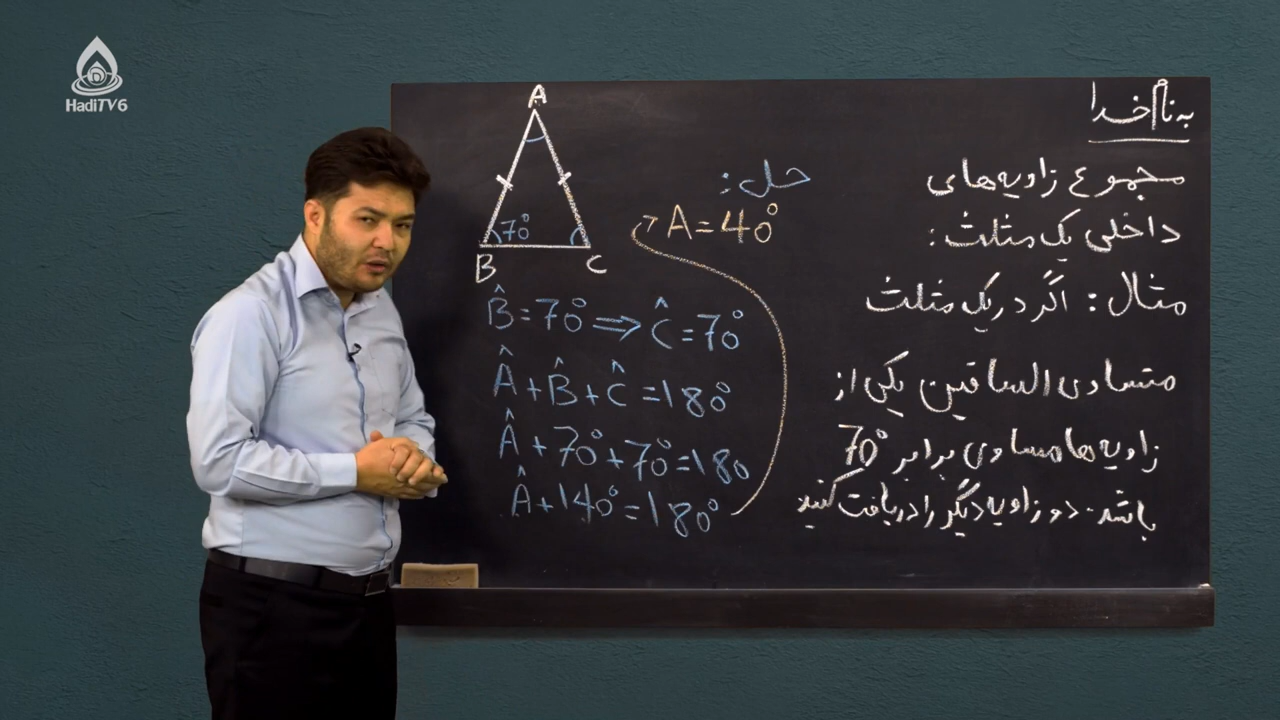 HadiTV6
به نام خدا
مجموع زاویه‌های
داخلی یک مثلث:
مثال: اگر در یک مثلث
متساوی الساقین یکی از
زاویه ها مساوی برابر 70°
باشد. دو زاویه دیگر را دریافت کنید
حل:
A=40°
A
70°
B
C
B̂=70° ⇒ Ĉ=70°
Â+B̂+Ĉ=180°
Â+70°+70°=180
Â+140°=180°